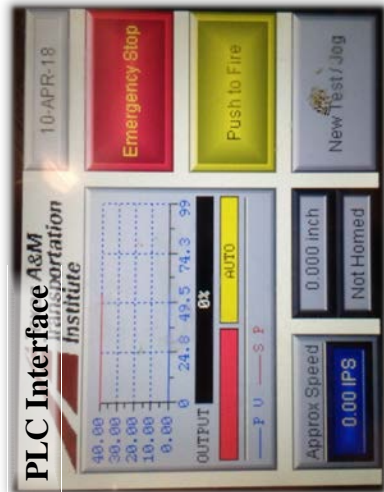 PLC Interface
A&M
Transportation
Institute
10-APR-18
40.00
30.00
20.00
10.00
0.00
0 24.8 49.5 74.3 99
OUTPUT 0%
AUTO
PV SP
Emergency Stop
Push to Fire
New Test / Jog
Approx Speed
0.00 IPS
0.000 inch
Not Homed